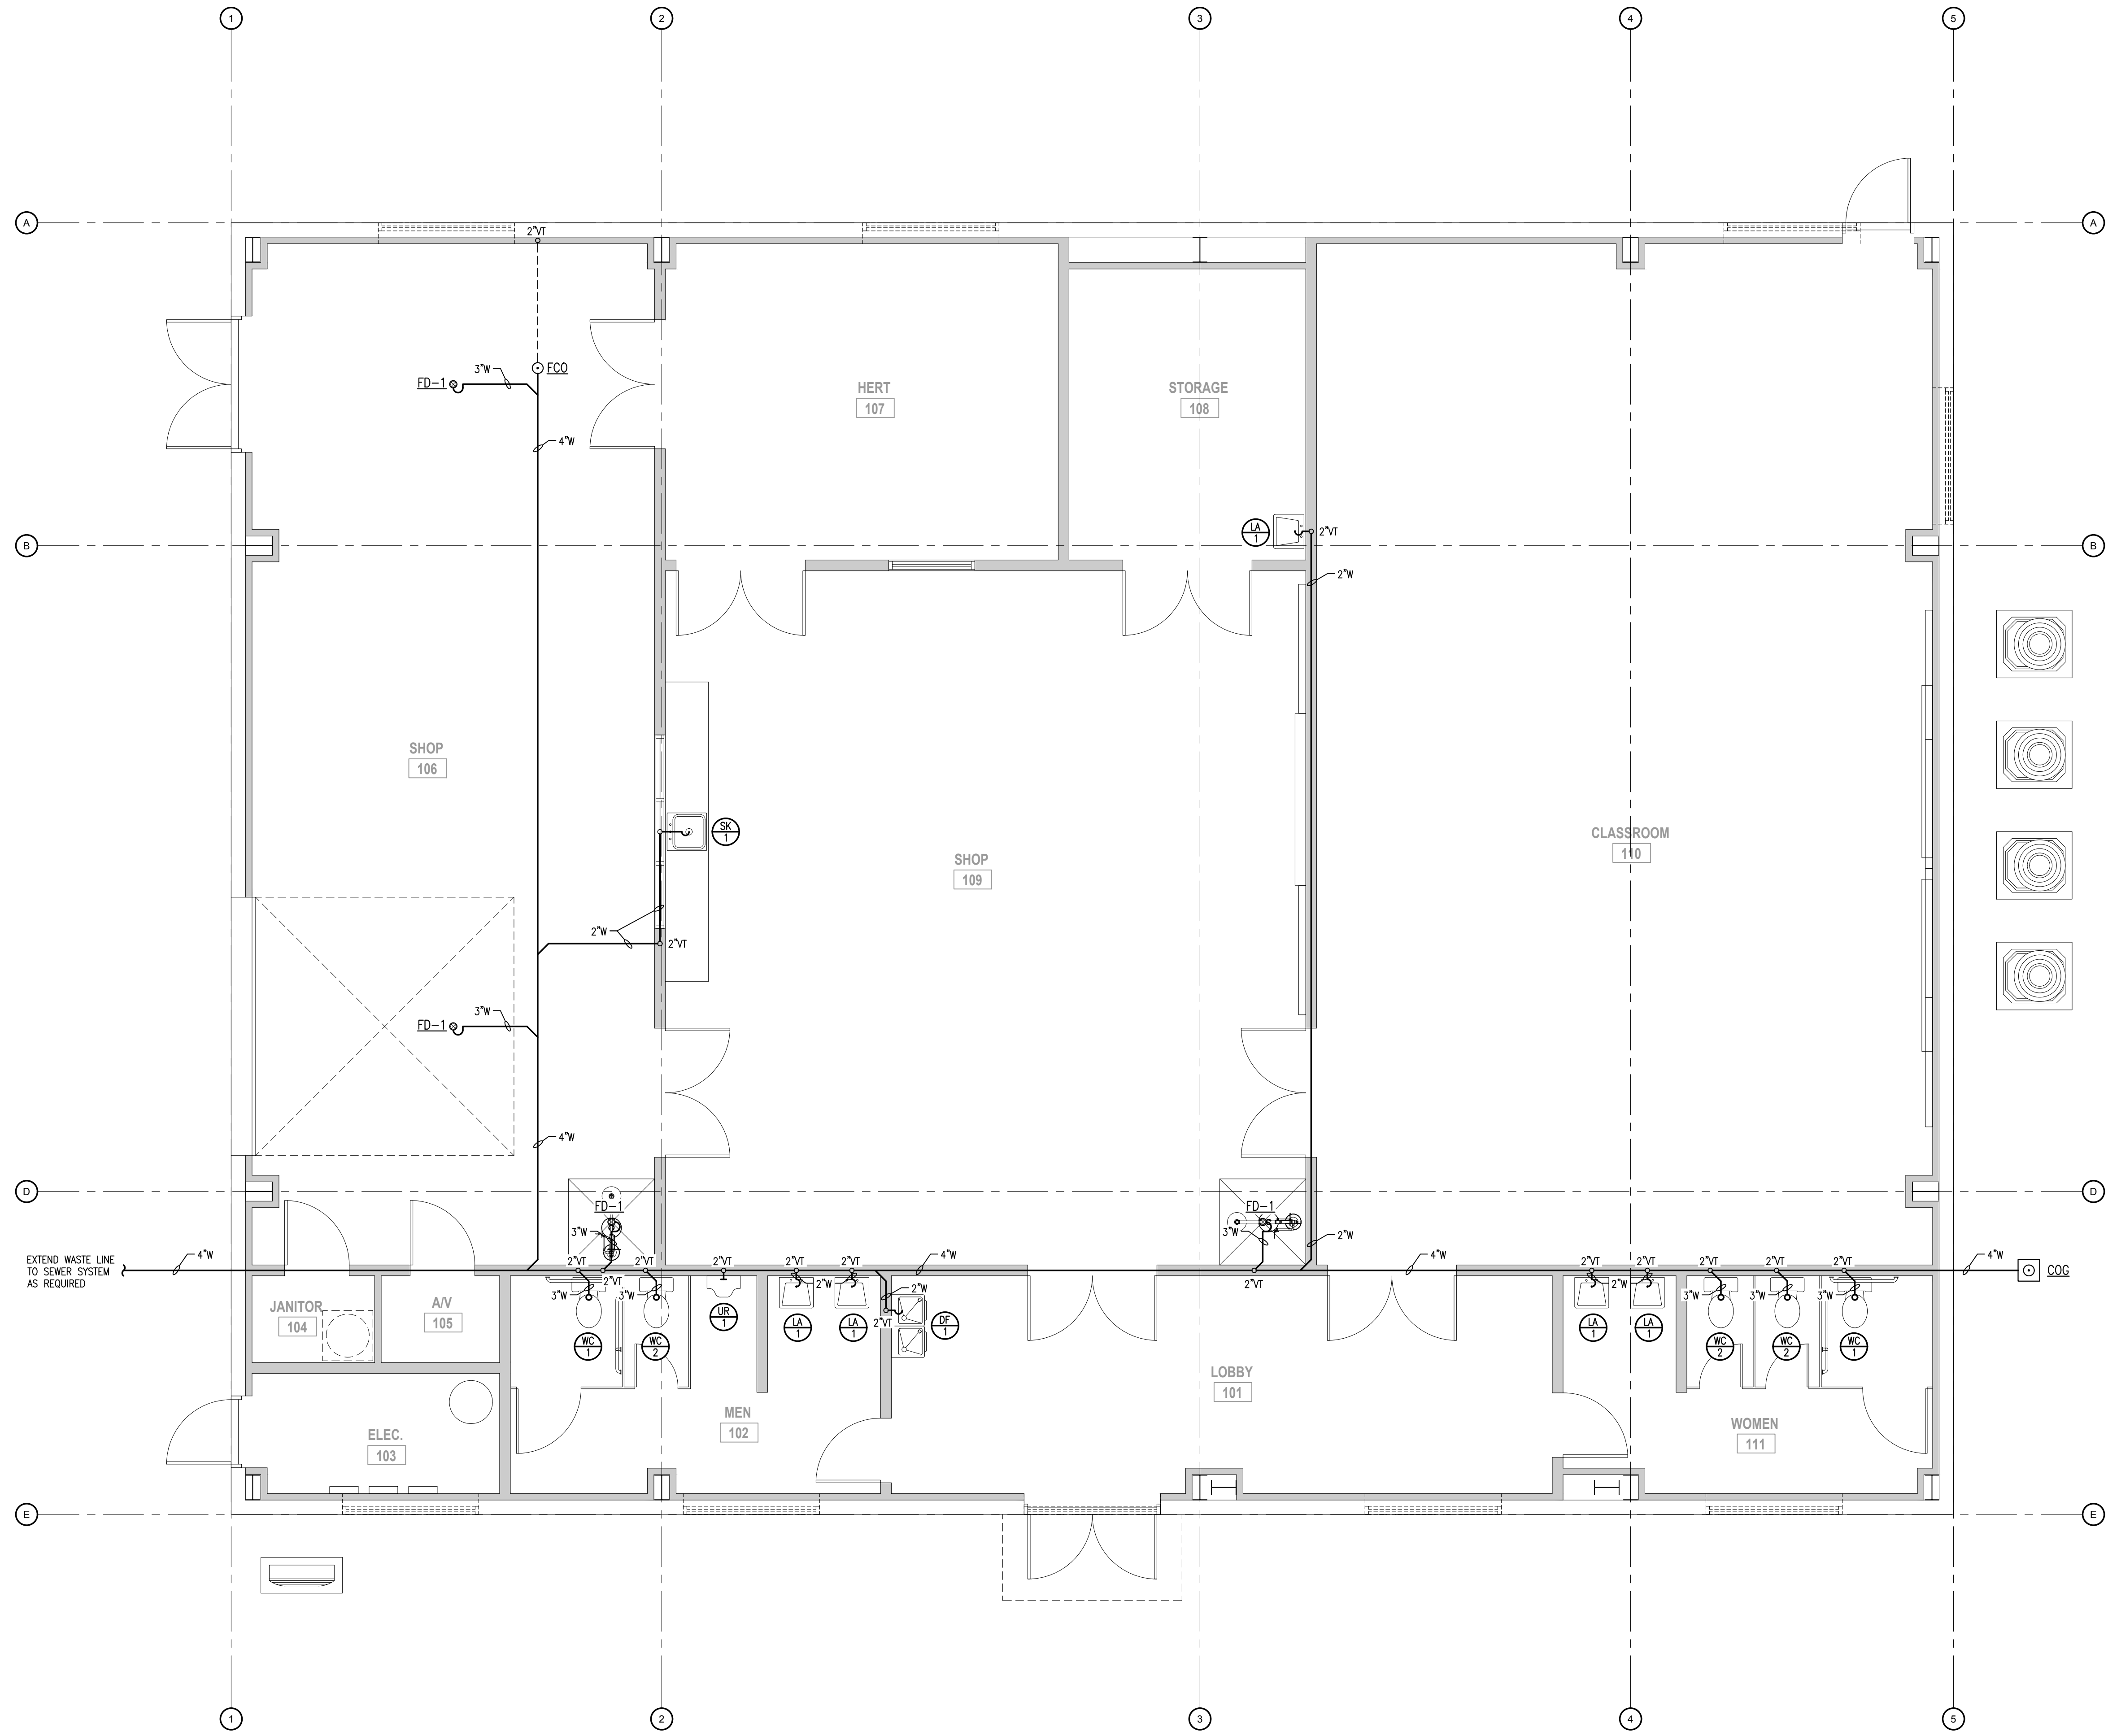 1
2
3
4
5
A
A
2"VT
FCO
3"W
FD-1
HERT
107
STORAGE
108
4"W
B
LA
1
2"VT
B
2"W
SHOP
106
SK
1
CLASSROOM
110
SHOP
109
2"W
2"VT
3"W
FD-1
4"W
D
D
FD-1
3"W
FD-1
3"W
2"W
EXTEND WASTE LINE
TO SEWER SYSTEM
AS REQUIRED
4"W
2"VT
2"VT
2"VT
2"VT
2"VT
2"VT
4"W
2"VT
4"W
2"VT
2"VT
2"VT
2"VT
2"VT
4"W
COG
3"W
3"W
2"W
2"W
2"W
3"W
3"W
3"W
JANITOR
104
A/V
105
WC
1
WC
2
UR
1
LA
1
LA
1
2"VT
DF
1
LA
1
LA
1
WC
2
WC
2
WC
1
LOBBY
101
MEN
102
WOMEN
111
ELEC.
103
E
E
1
2
3
4
5